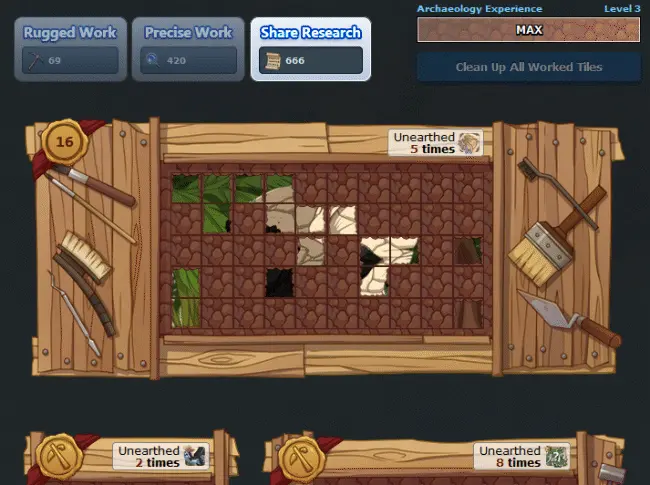 Rugged Work
69
Precise Work
420
Share Research
666
Archaeology Experience
Level 3
MAX
Clean Up All Worked Tiles
16
Unearthed
5 times
Unearthed
2 times
Unearthed
8 times